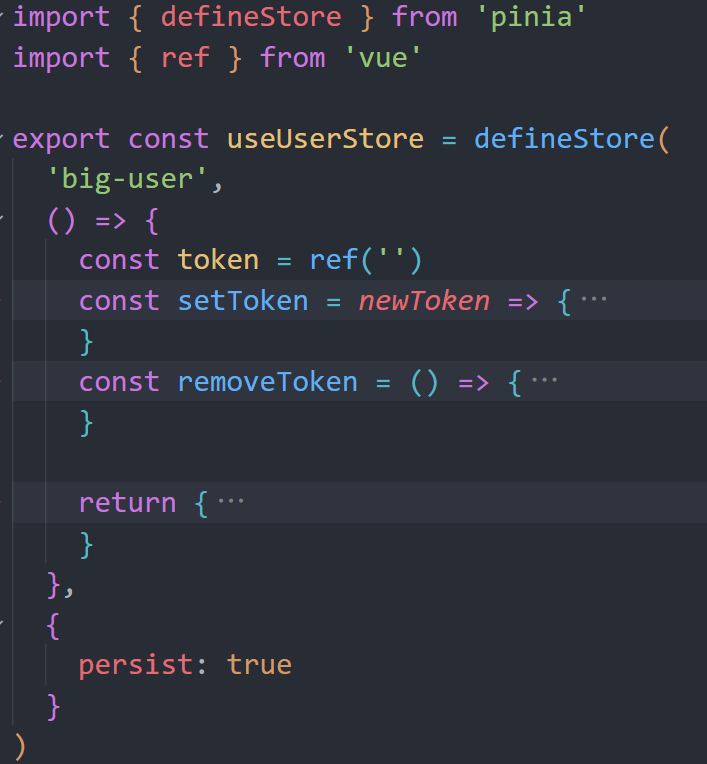 import { defineStore } from 'pinia'
import { ref } from 'vue'
export const useUserStore = defineStore(
'big-user',
() => {
const token = ref('')
const setToken = newToken => {···
}
const removeToken = () => {···
}
return {···
}
},
{
persist: true
}
)